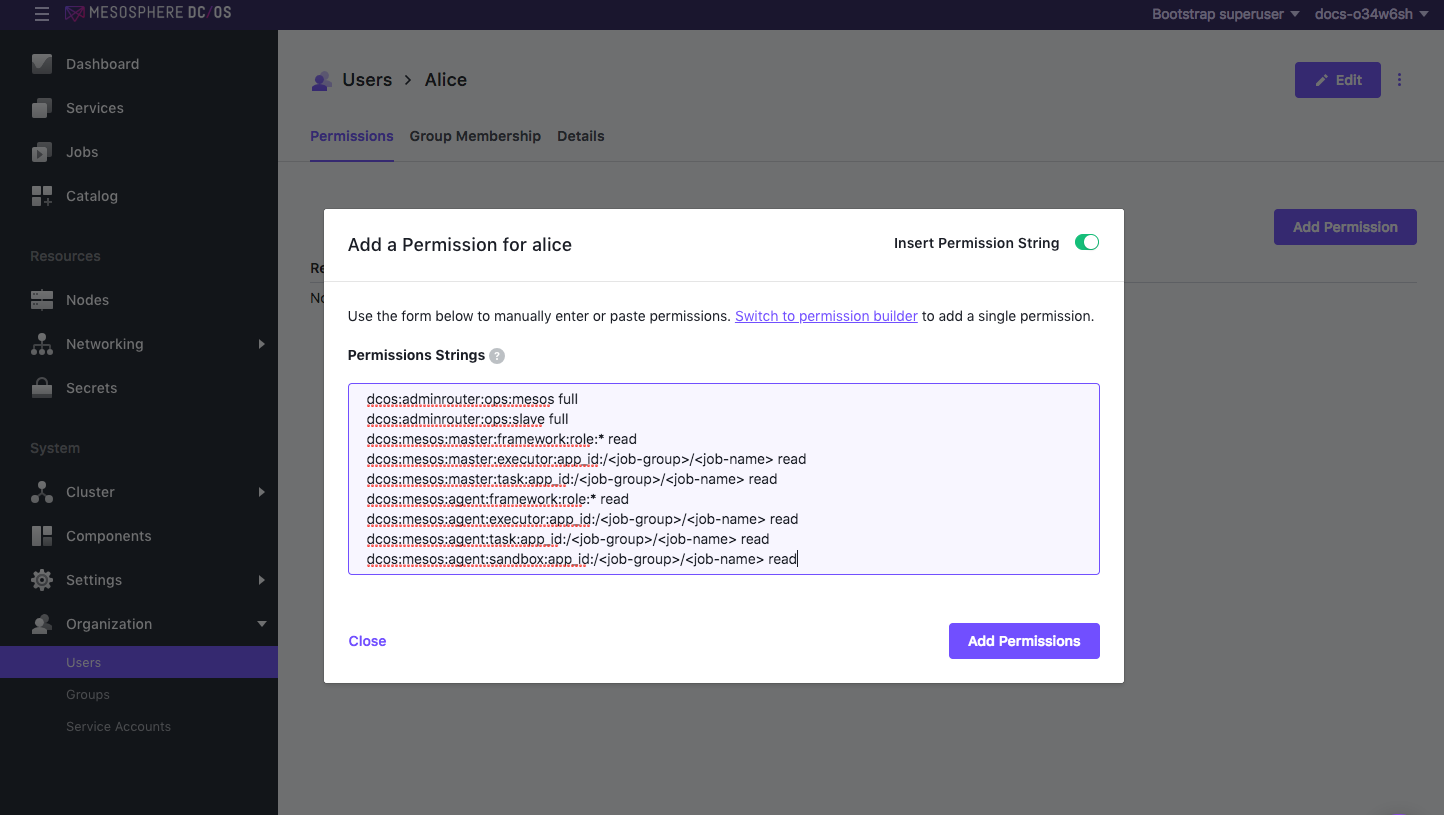 MESOSPHERE DC/OS
Bootstrap superuser
docs-o34w6sh
Dashboard
Services
Jobs
Catalog
Resources
Nodes
Networking
Secrets
System
Cluster
Components
Settings
Organization
Users
Groups
Service Accounts
Users > Alice
Edit
Permissions
Group Membership
Details
Add Permission
Re
No
Add a Permission for alice
Insert Permission String
Use the form below to manually enter or paste permissions. Switch to permission builder to add a single permission.
Permissions Strings ?
dcos:adminrouter:ops:mesos full
dcos:adminrouter:ops:slave full
dcos:mesos:master:framework:role:* read
dcos:mesos:master:executor:app_id:/<job-group>/<job-name> read
dcos:mesos:master:task:app_id:/<job-group>/<job-name> read
dcos:mesos:agent:framework:role:* read
dcos:mesos:agent:executor:app_id:/<job-group>/<job-name> read
dcos:mesos:agent:task:app_id:/<job-group>/<job-name> read
dcos:mesos:agent:sandbox:app_id:/<job-group>/<job-name> read
Close
Add Permissions